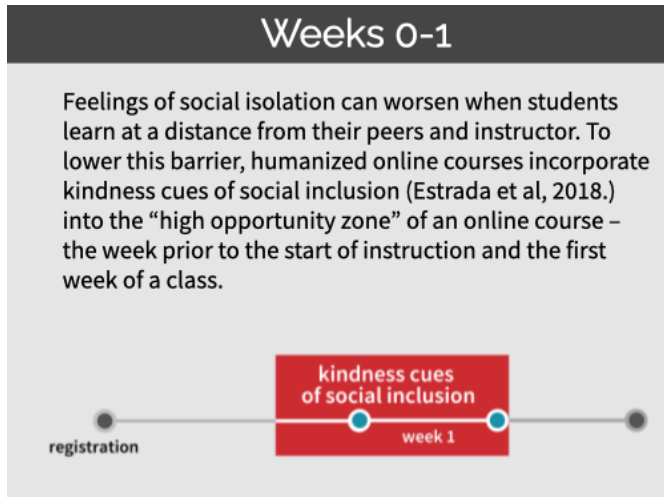 Weeks 0-1
Feelings of social isolation can worsen when students
learn at a distance from their peers and instructor. To
lower this barrier, humanized online courses incorporate
kindness cues of social inclusion (Estrada et al, 2018.)
into the “high opportunity zone” of an online course –
the week prior to the start of instruction and the first
week of a class.
kindness cues
of social inclusion
registration
week 1